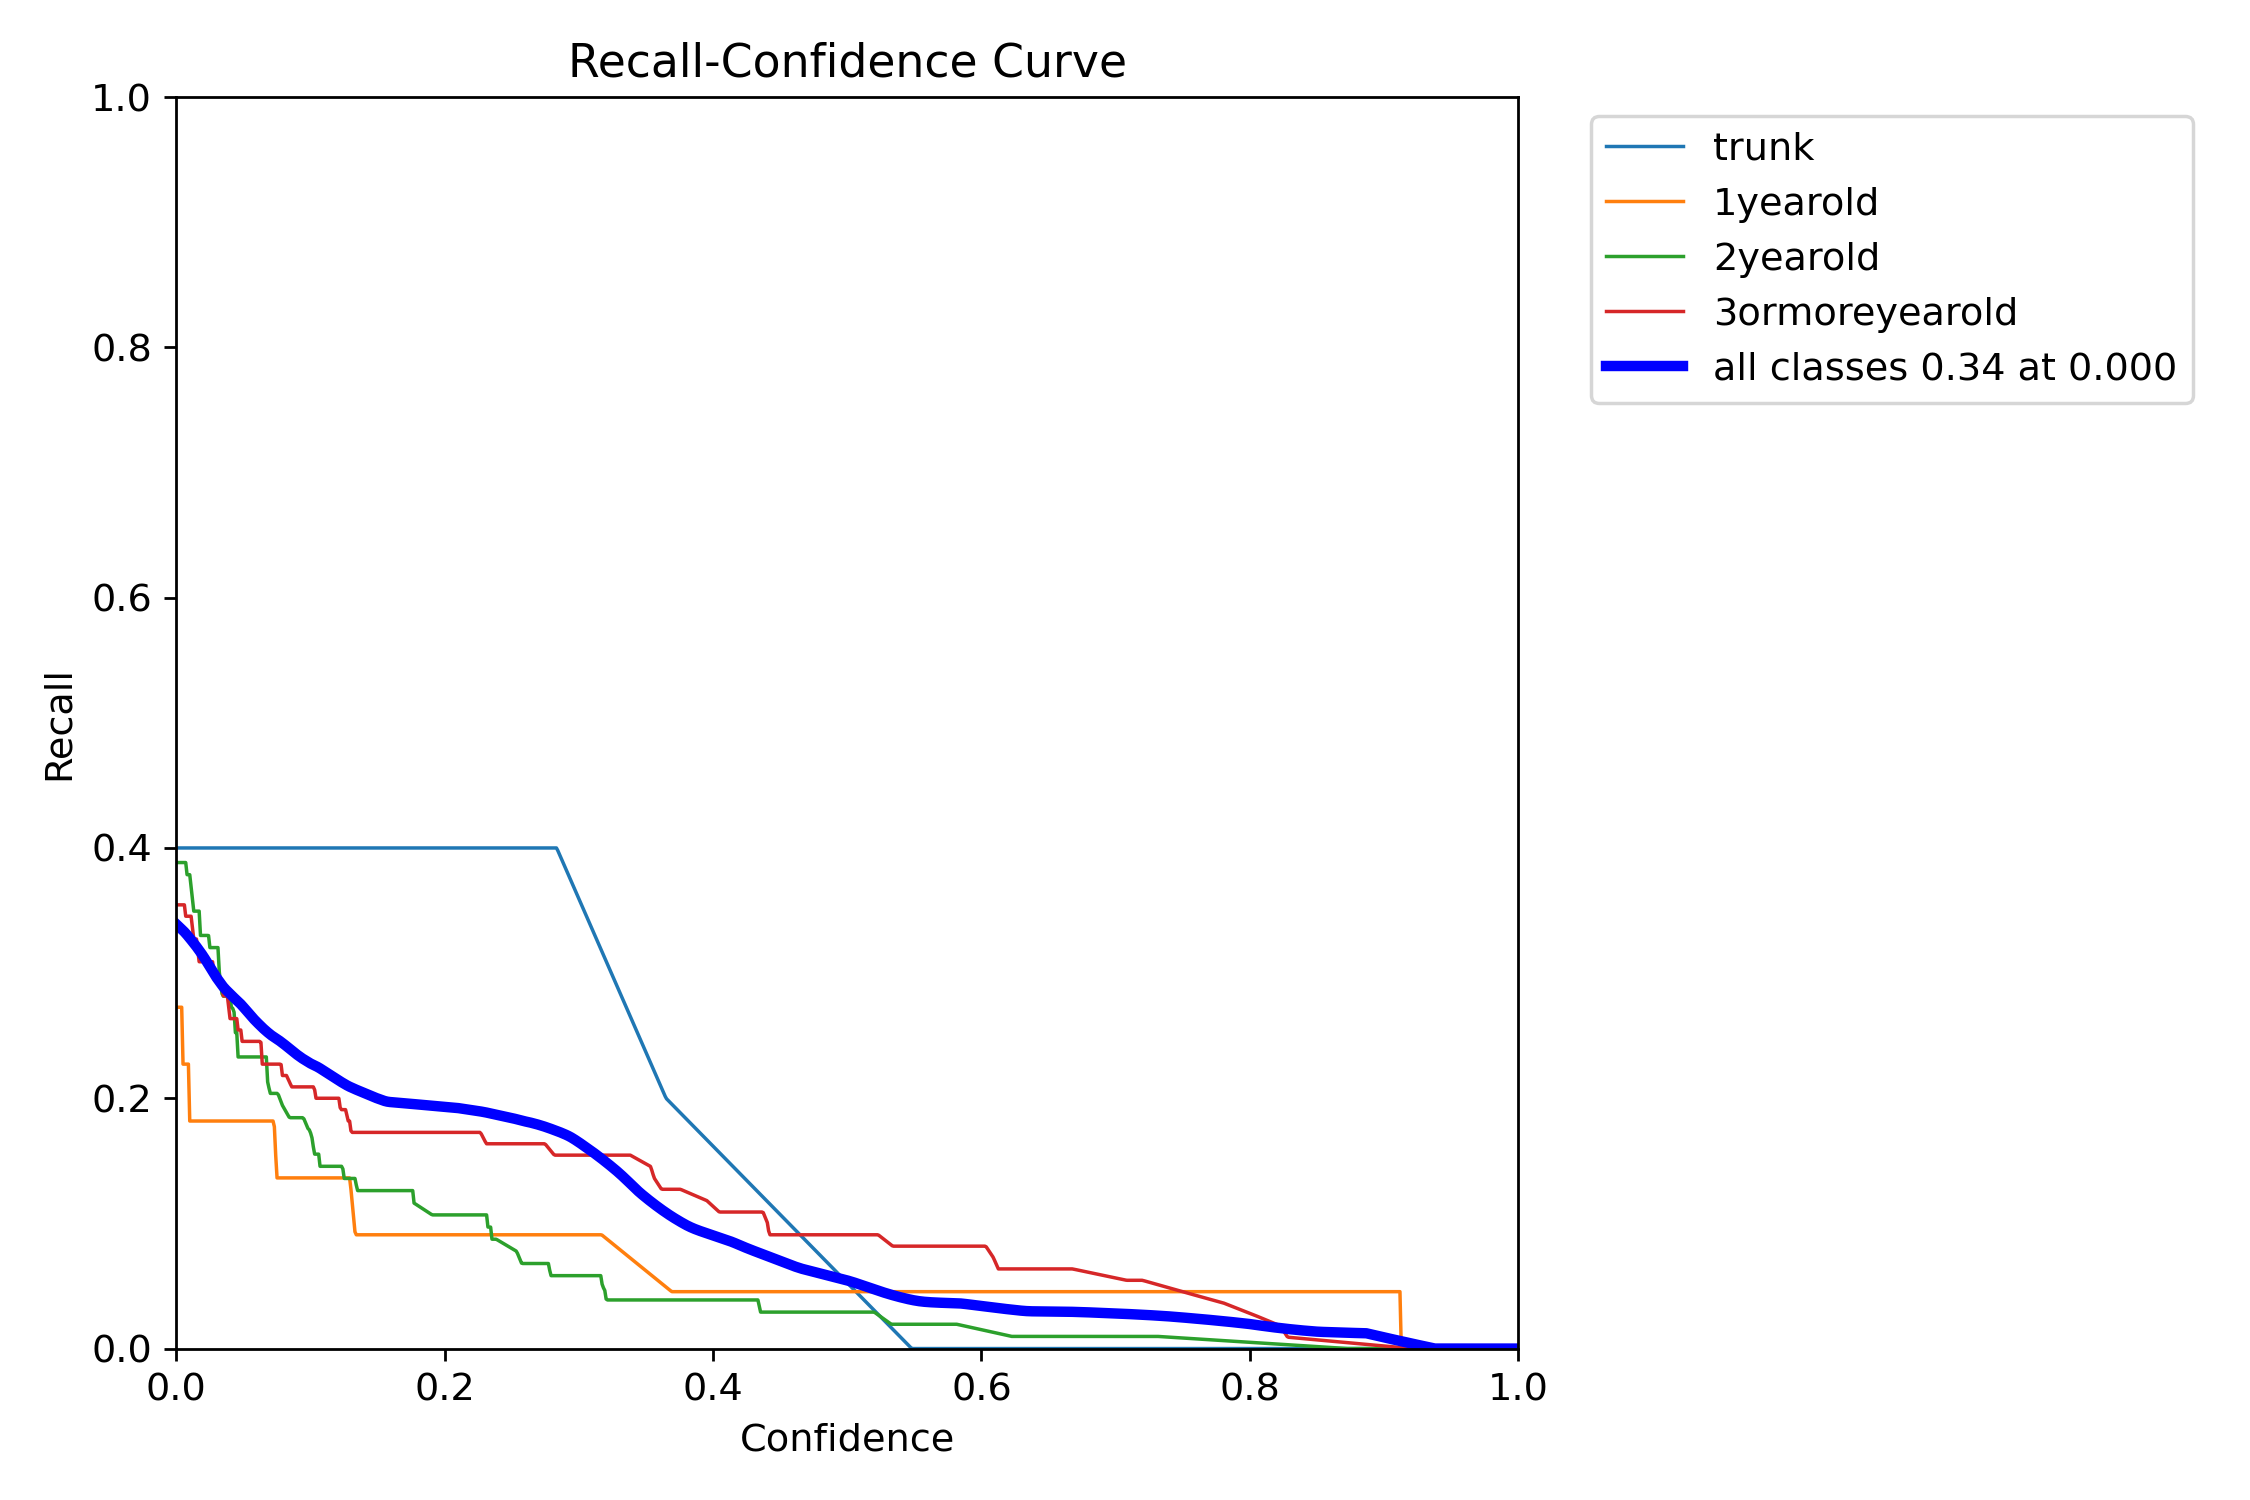 Recall-Confidence Curve
1.0
0.8
0.6
0.4
0.2
0.0
Recall
0.0 0.2 0.4 0.6 0.8 1.0
Confidence
trunk
1yearold
2yearold
3ormoreyearold
all classes 0.34 at 0.000